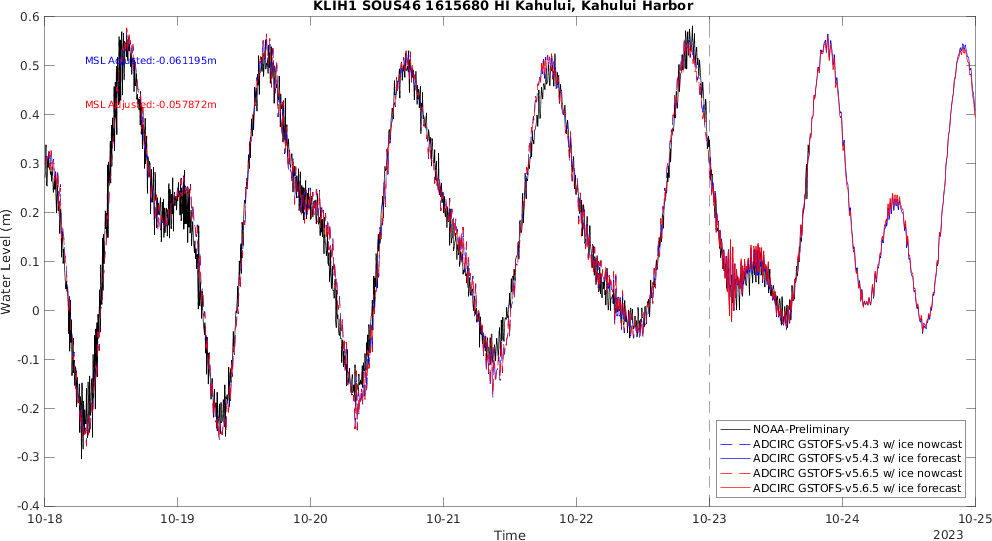 KLIH1 SOUS46 1615680 HI Kahului, Kahului Harbor
0.6
0.5
0.4
0.3
0.2
0.1
0
-0.1
-0.2
-0.3
-0.4
Water Level (m)
MSL Adjusted:-0.061195m
MSL Adjusted:-0.057872m
NOAA-Preliminary
ADCIRC GSTOFS-v5.4.3 w/ ice nowcast
ADCIRC GSTOFS-v5.4.3 w/ ice forecast
ADCIRC GSTOFS-v5.6.5 w/ ice nowcast
ADCIRC GSTOFS-v5.6.5 w/ ice forecast
10-18 10-19 10-20 10-21 10-22 10-23 10-24 10-25
Time
2023